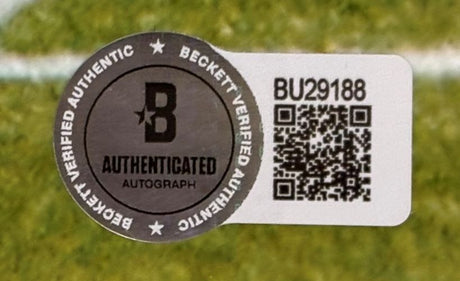 BECKETT VERIFIED AUTHENTIC ★ BECKETT VERIFIED AUTHENTIC ★
B
AUTHENTICATED
AUTOGRAPH
BU29188